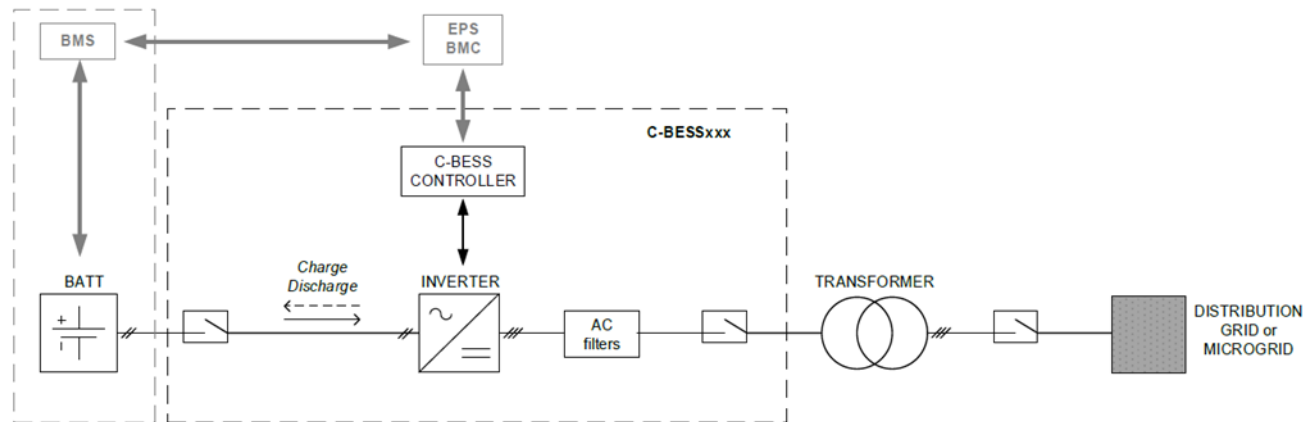 BMS
EPS
BMC
C-BESSxxx
C-BESS
CONTROLLER
BATT
Charge
Discharge
INVERTER
TRANSFORMER
+
AC
filters
DISTRIBUTION
GRID or
MICROGRID